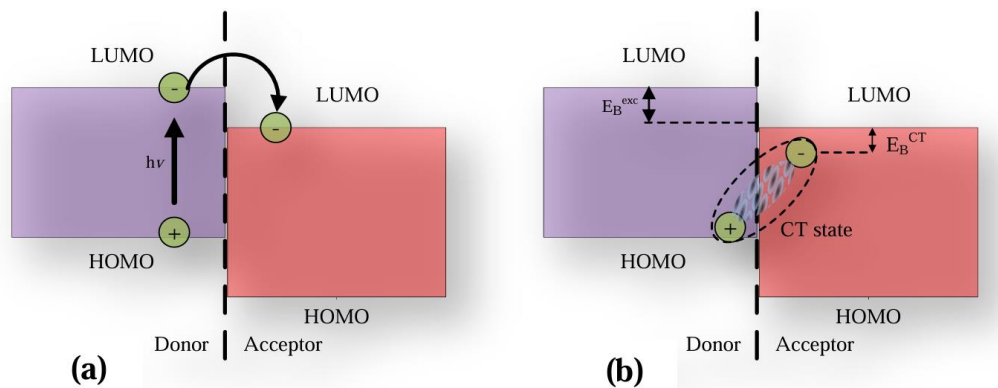 LUMO
-
LUMO
-
hν
+
HOMO
HOMO
Donor
Acceptor
(a)
LUMO
E_B^exc
LUMO
E_B^CT
-
+
CT state
HOMO
HOMO
Donor
Acceptor
(b)